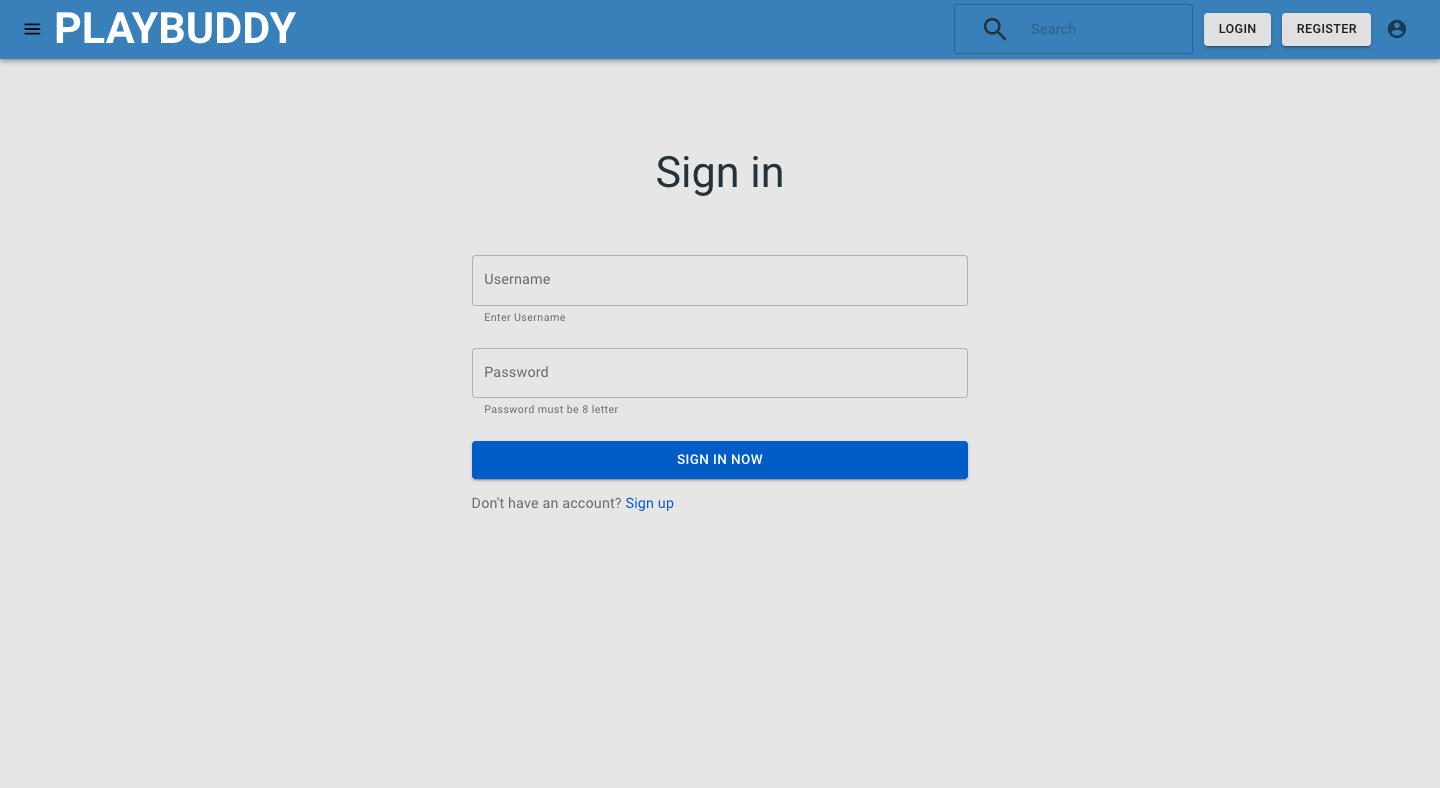 PLAYBUDDY
Search
LOGIN
REGISTER
Sign in
Username
Enter Username
Password
Password must be 8 letter
SIGN IN NOW
Don't have an account? Sign up